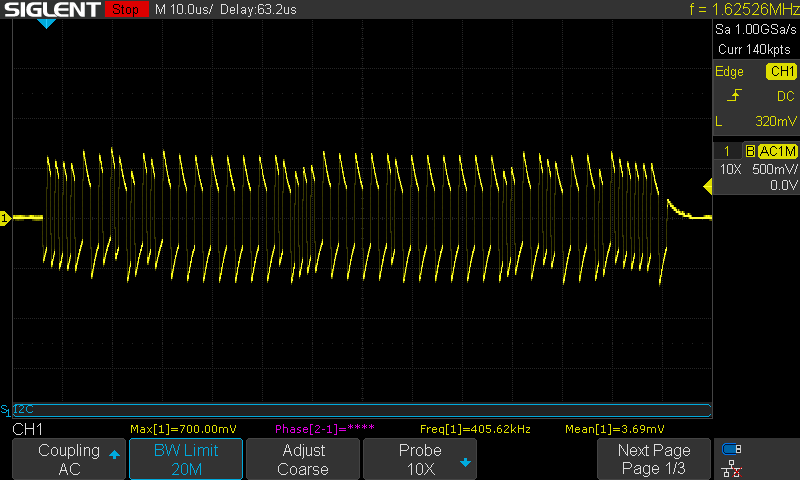 SIGLENT Stop M 10.0us/ Delay:63.2us f = 1.62526MHz
Sa 1.00GSa/s
Curr 140kpts
Edge CH1
DC
L 320mV
1 B AC1M
10X 500mV/
0.0V
1
S1 I2C
CH1 Max[1]=700.00mV Phase[2-1]=**** Freq[1]=405.62kHz Mean[1]=3.69mV
Coupling
AC
BW Limit
20M
Adjust
Coarse
Probe
10X
Next Page
Page 1/3